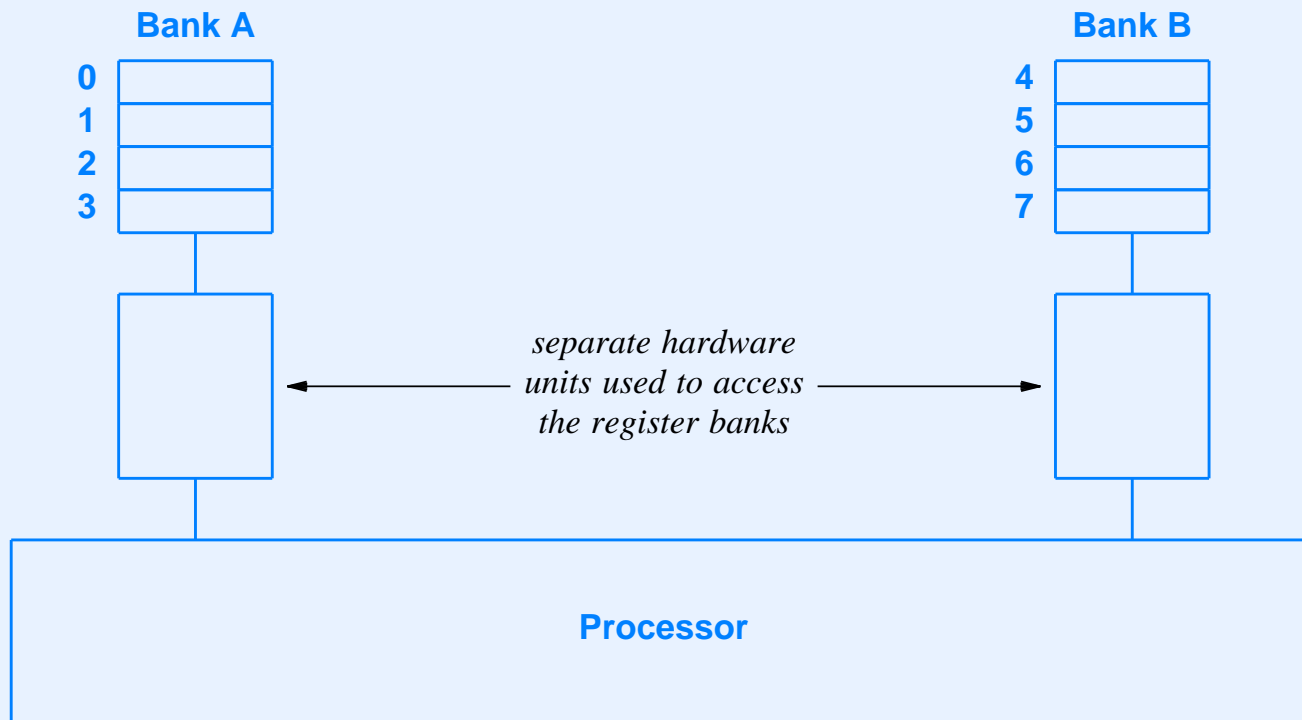 Bank A
Bank B
0
1
2
3
4
5
6
7
separate hardware
units used to access
the register banks
Processor